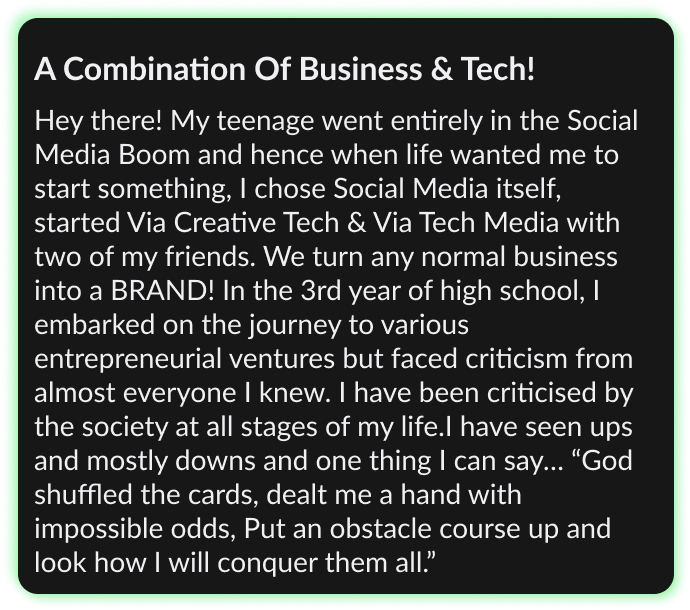 A Combination Of Business & Tech!
Hey there! My teenage went entirely in the Social
Media Boom and hence when life wanted me to
start something, I chose Social Media itself,
started Via Creative Tech & Via Tech Media with
two of my friends. We turn any normal business
into a BRAND! In the 3rd year of high school, I
embarked on the journey to various
entrepreneurial ventures but faced criticism from
almost everyone I knew. I have been criticised by
the society at all stages of my life.I have seen ups
and mostly downs and one thing I can say... “God
shuffled the cards, dealt me a hand with
impossible odds, Put an obstacle course up and
look how I will conquer them all.”